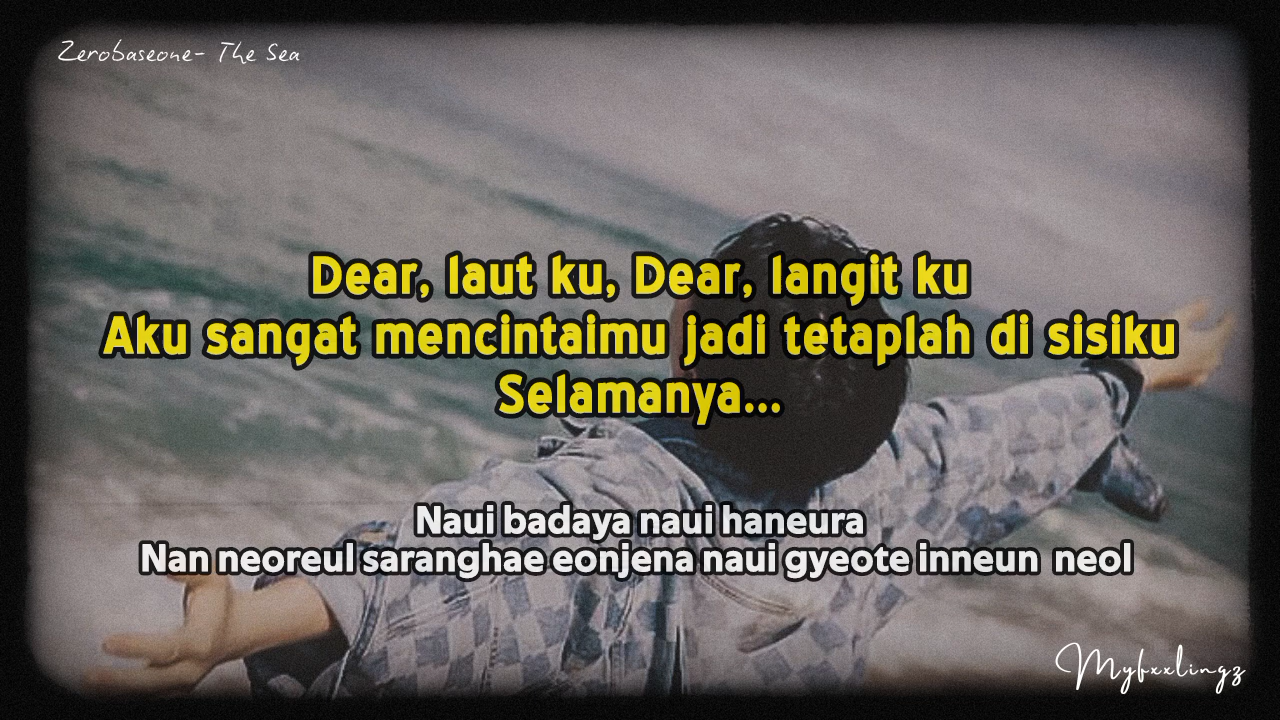 Zerobaseone- The Sea
Dear, laut ku, Dear, langit ku
Aku sangat mencintaimu jadi tetaplah di sisiku
Selamanya...
Naui badaya naui haneura
Nan neoreul saranghae eonjena naui gyeote inneun neol
Myfxxlingz